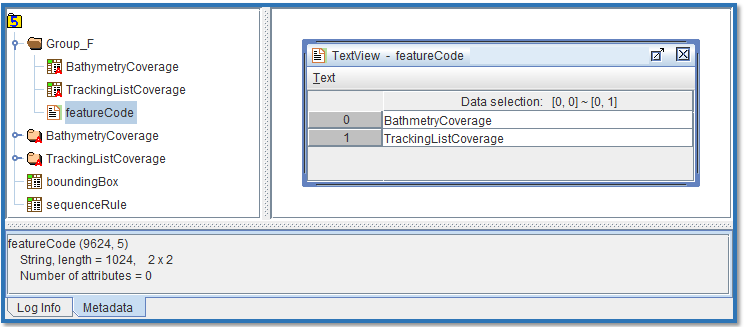 Group_F
BathymetryCoverage
TrackingListCoverage
featureCode
BathymetryCoverage
TrackingListCoverage
boundingBox
sequenceRule
TextView - featureCode
Text
Data selection: [0, 0] ~ [0, 1]
0 BathmetryCoverage
1 TrackingListCoverage
featureCode (9624, 5)
String, length = 1024, 2 x 2
Number of attributes = 0
Log Info Metadata